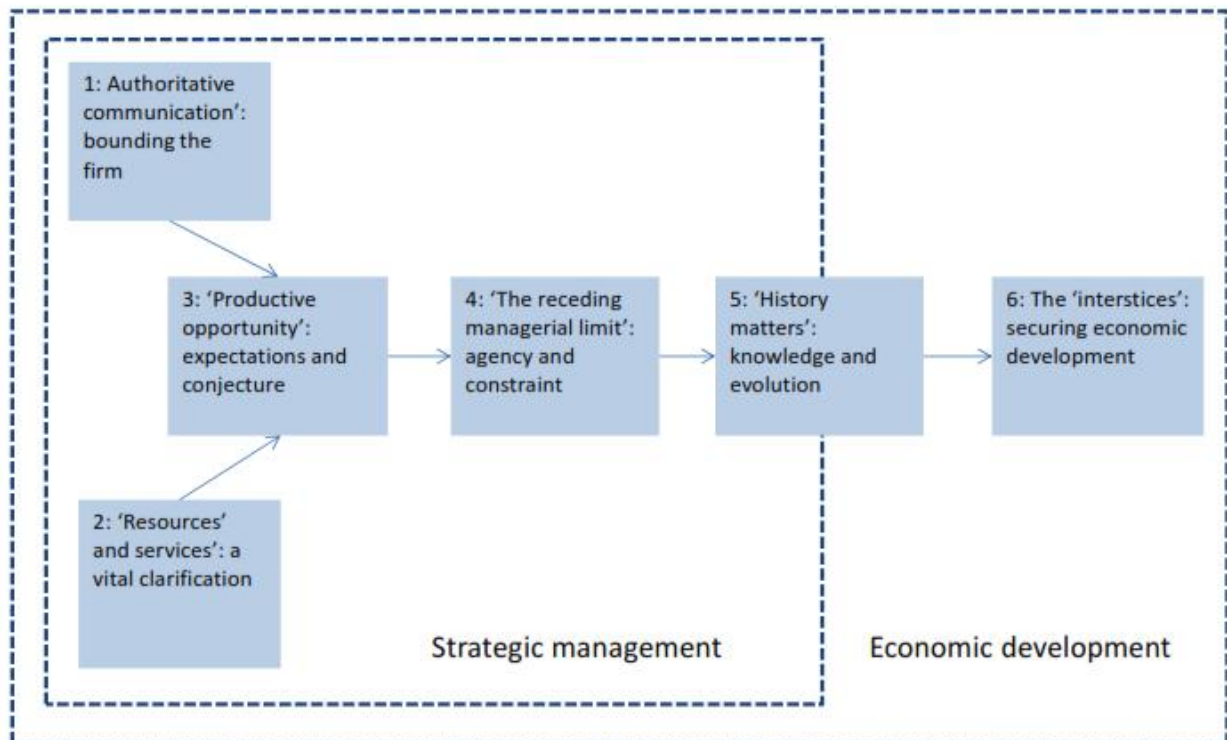 1: Authoritative
communication’:
bounding the
firm
2: ‘Resources’
and services’: a
vital clarification
3: ‘Productive
opportunity’:
expectations and
conjecture
4: ‘The receding
managerial limit’:
agency and
constraint
5: ‘History
matters’:
knowledge and
evolution
6: The ‘interstices’:
securing economic
development
Strategic management
Economic development